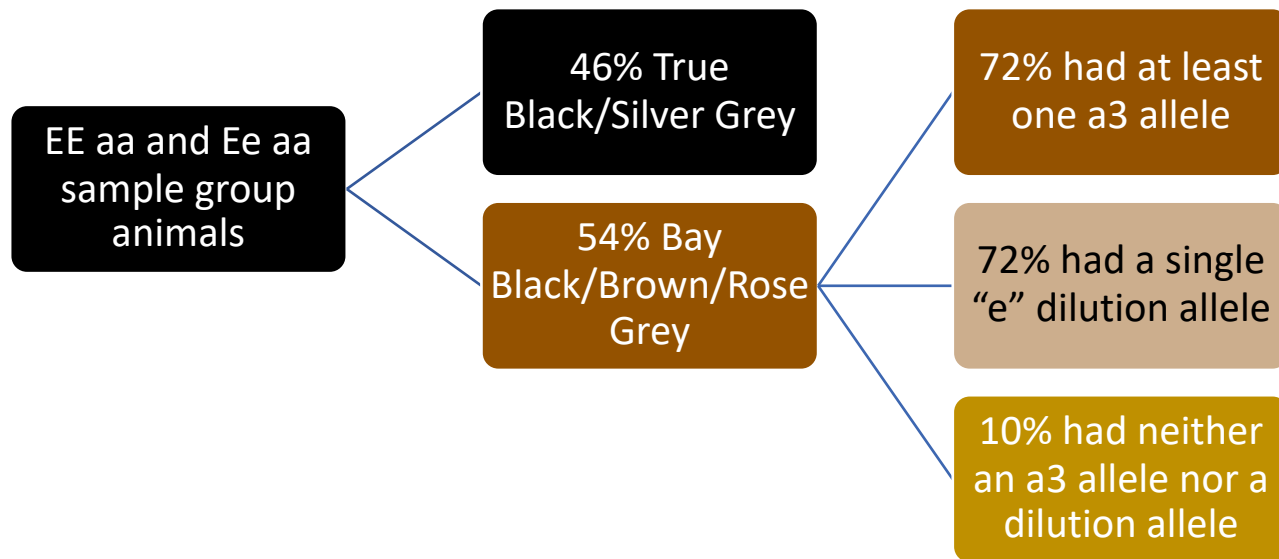 EE aa and Ee aa
sample group
animals
46% True
Black/Silver Grey
54% Bay
Black/Brown/Rose
Grey
72% had at least
one a3 allele
72% had a single
“e” dilution allele
10% had neither
an a3 allele nor a
dilution allele